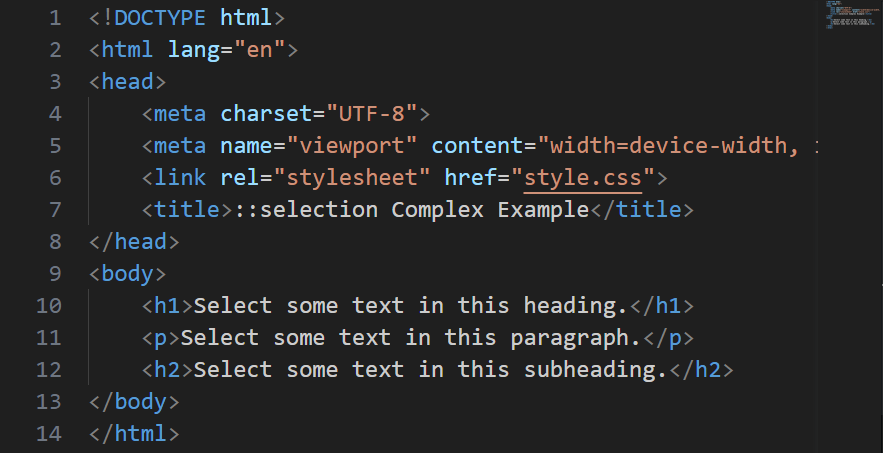 1 <!DOCTYPE html>
2 <html lang="en">
3 <head>
4     <meta charset="UTF-8">
5     <meta name="viewport" content="width=device-width,
6     <link rel="stylesheet" href="style.css">
7     <title>::selection Complex Example</title>
8 </head>
9 <body>
10     <h1>Select some text in this heading.</h1>
11     <p>Select some text in this paragraph.</p>
12     <h2>Select some text in this subheading.</h2>
13 </body>
14 </html>